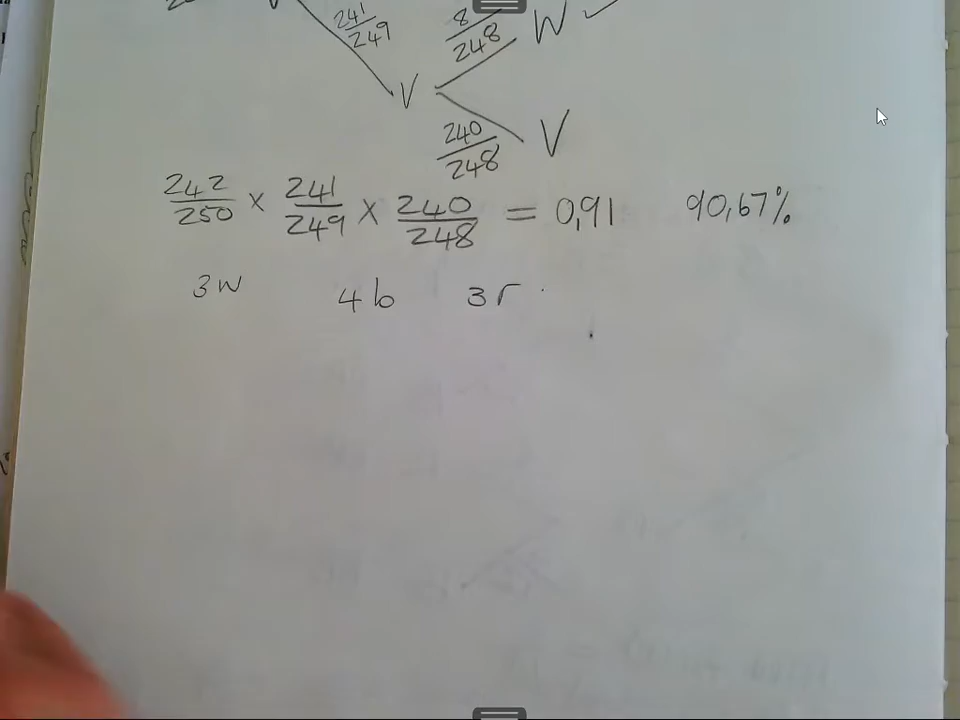 241/249 8/248 W
V
240/248 V
242/250 × 241/249 × 240/248 = 0,91 90,67%
3w 4b 3r